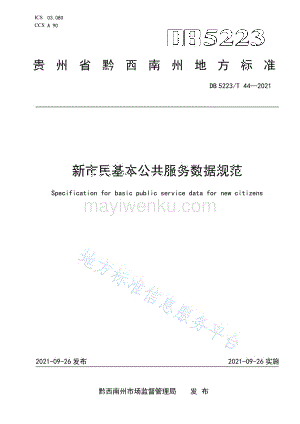 ICS 03.080
CCS A 90
DB5223
贵州省黔西南州地方标准
DB 5223/T 44—2021
新市民基本公共服务数据规范
Specification for basic public service data for new citizens
mayiwenku.com
地方标准信息服务平台
2021-09-26 发布
2021-09-26 实施
黔西南州市场监督管理局 发布